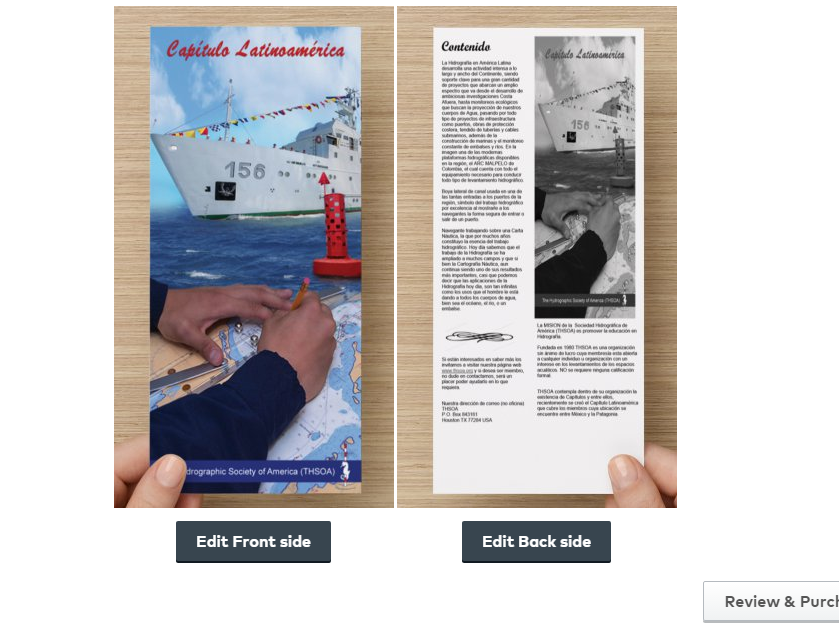 Capítulo Latinoamérica
156
drographic Society of America (THSOA)
Contenido
La Hidrografía en América Latina
desarrolla una actividad intensa a lo
largo y ancho del Continente, siendo
soporte clave para una gran cantidad
de proyectos que abarcan un amplio
espectro que va desde el desarrollo de
ambiciosas investigaciones Costa
Afuera, hasta monitoreos ecológicos
que buscan la proyección de nuestros
cuerpos de Agua, pasando por todo
tipo de proyectos de infraestructura
como puertos, obras de protección
costera, tendido de tuberías y cables
submarinos, además de la
construcción de marinas y el monitoreo
constante de embalses y ríos. En la
imagen una de las modernas
plataformas hidrográficas disponibles
en la región, el ARC MALPELO de
Colombia, el cual cuenta con todo el
equipamiento necesario para conducir
todo tipo de levantamiento hidrográfico.
Boya lateral de canal usada en una de
las tantas entradas a los puertos de la
región, símbolo del trabajo hidrográfico
por excelencia al mostrarle a los
navegantes la forma segura de entrar o
salir de un puerto.
Navegante trabajando sobre una Carta
Náutica, la que por muchos años
constituyo la esencia del trabajo
hidrográfico. Hoy día sabemos que el
trabajo de la Hidrografía se ha
ampliado a muchos campos y que si
bien la Cartografía Náutica, aun
continua siendo uno de sus resultados
más importantes, casi que podemos
decir que las aplicaciones de la
Hidrografía hoy día, son tan infinitas
como los usos que el hombre le está
dando a todos los cuerpos de agua,
bien sea el océano, el río, o un
embalse
Si están interesados en saber más los
invitamos a visitar nuestra página web
www.thsoa.org y si desea ser miembro,
no dude en contactarnos, será un
placer poder ayudarlo en lo que
requiera
Nuestra dirección de correo (no oficina)
THSOA
P.O. Box 841361
Houston TX 77284 USA
Capítulo Latinoamérica
156
The Hydrographic Society of America (THSOA)
La MISION de la Sociedad Hidrográfica de
América (THSOA) es promover la educación en
Hidrografía.
Fundada en 1960 THSOA es una organización
sin ánimo de lucro cuya membresía esta abierta
a cualquier individuo u organización con un
interese en los levantamientos de los espacios
acuáticos. NO se requiere ninguna calificación
formal.
THSOA contempla dentro de su organización la
existencia de Capítulos y entre ellos,
recientemente se creó el Capítulo Latinoamérica
que cubre los miembros cuya ubicación se
encuentre entre México y la Patagonia.
Edit Front side
Edit Back side
Review & Purch